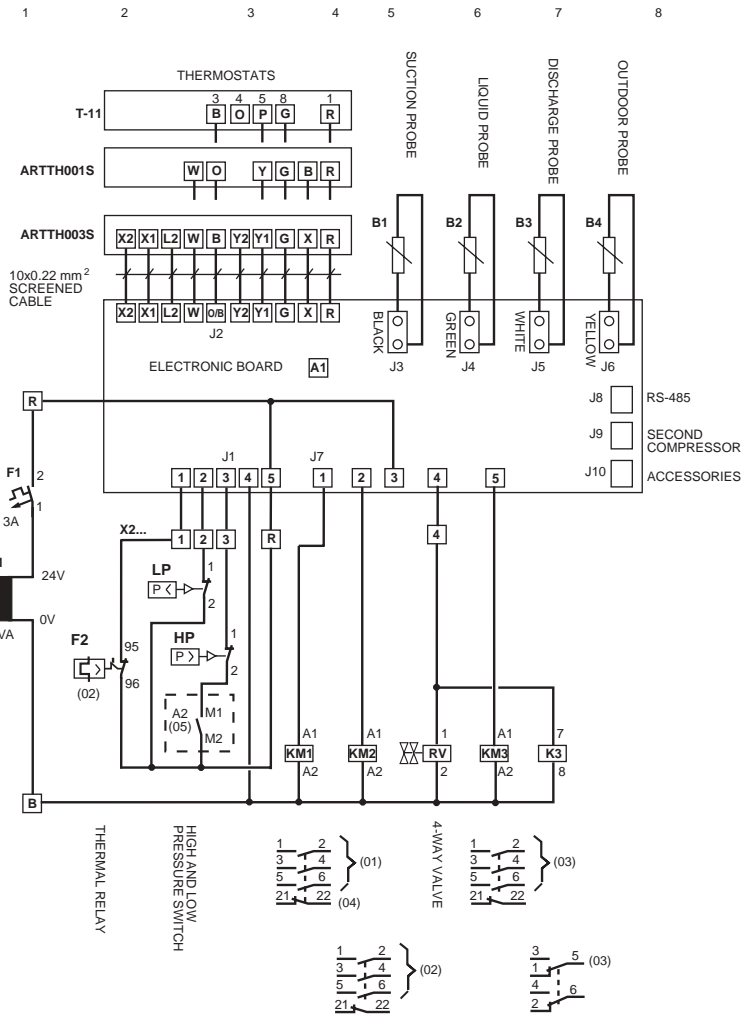 1 2 3 4 5 6 7 8
THERMOSTATS
T-11
3 4 5 8 1
B O P G R
ARTTH001S
W O Y G B R
ARTTH003S
X2 X1 L2 W B Y2 Y1 G X R
10x0.22 mm²
SCREENED
CABLE
X2 X1 L2 W O/B Y2 Y1 G X R
J2
SUCTION PROBE
LIQUID PROBE
DISCHARGE PROBE
OUTDOOR PROBE
B1 B2 B3 B4
BLACK GREEN WHITE YELLOW
J3 J4 J5 J6
ELECTRONIC BOARD A1
J8 RS-485
J9 SECOND
COMPRESSOR
J10 ACCESSORIES
R
J1 J7
1 2 3 4 5 1 2 3 4 5
F1
2
1
3A
X2... 1 2 3 R 4
24V
0V
VA
LP
P <
1
2
HP
P >
1
2
F2
(02)
95
96
A2
(05)
M1
M2
A1 A1 1 A1 7
KM1 KM2 RV KM3 K3
A2 A2 2 A2 8
B
THERMAL RELAY
HIGH AND LOW
PRESSURE SWITCH
4-WAY VALVE
1 2
3 4
5 6
21 22
(01)
(04)
1 2
3 4
5 6
21 22
(03)
1 2
3 4
5 6
21 22
(02)
3
1 5
4
2 6
(03)